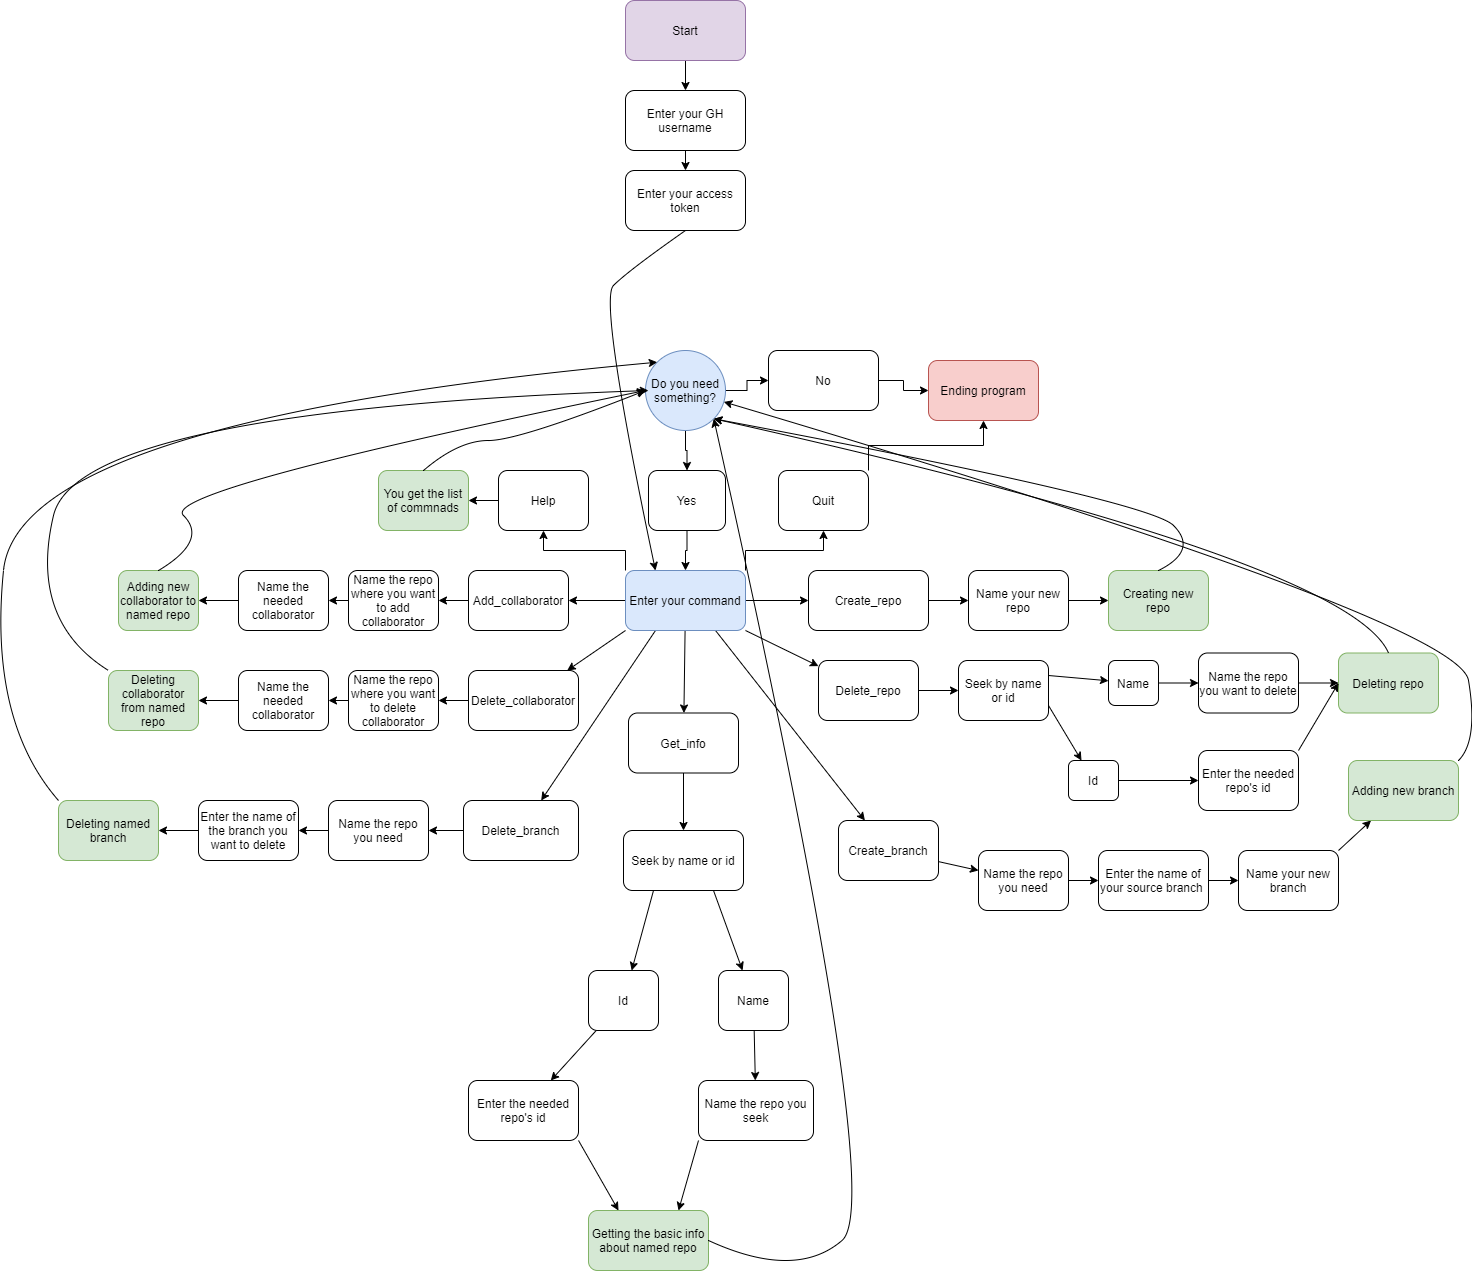 Start
Enter your GH
username
Enter your access
token
Do you need
something?
No
Ending program
You get the list
of commnads
Help
Yes
Quit
Adding new
collaborator to
named repo
Name the
needed
collaborator
Name the repo
where you want
to add
collaborator
Add_collaborator
Enter your command
Create_repo
Name your new
repo
Creating new
repo
Deleting
collaborator
from named
repo
Name the
needed
collaborator
Name the repo
where you want
to delete
collaborator
Delete_collaborator
Delete_repo
Seek by name
or id
Name
Name the repo
you want to delete
Deleting repo
Get_info
Id
Enter the needed
repo's id
Adding new branch
Deleting named
branch
Enter the name of
the branch you
want to delete
Name the repo
you need
Delete_branch
Seek by name or id
Create_branch
Name the repo
you need
Enter the name of
your source branch
Name your new
branch
Id
Name
Enter the needed
repo's id
Name the repo you
seek
Getting the basic info
about named repo